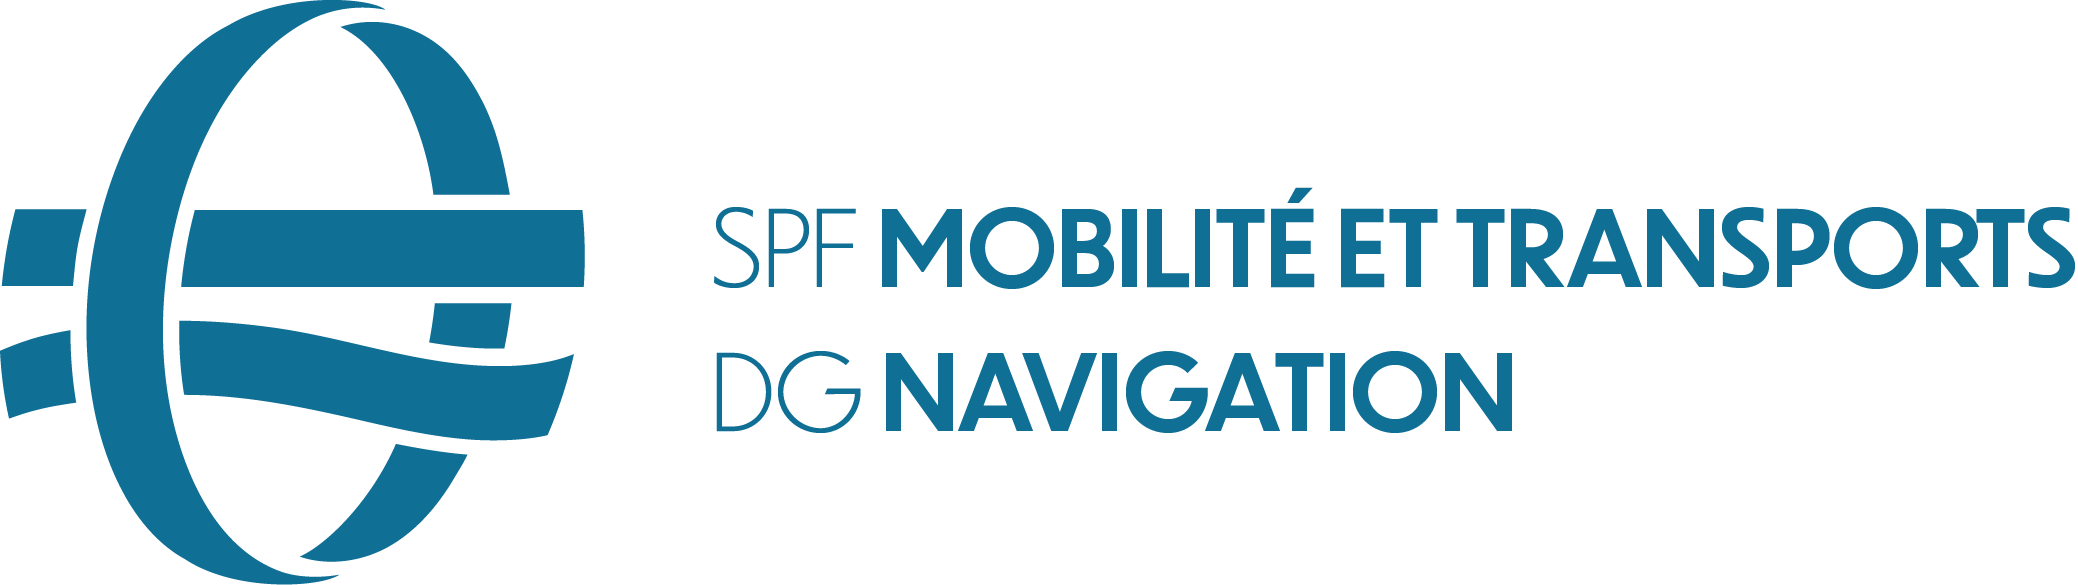 SPF MOBILITÉ ET TRANSPORTS
DG NAVIGATION